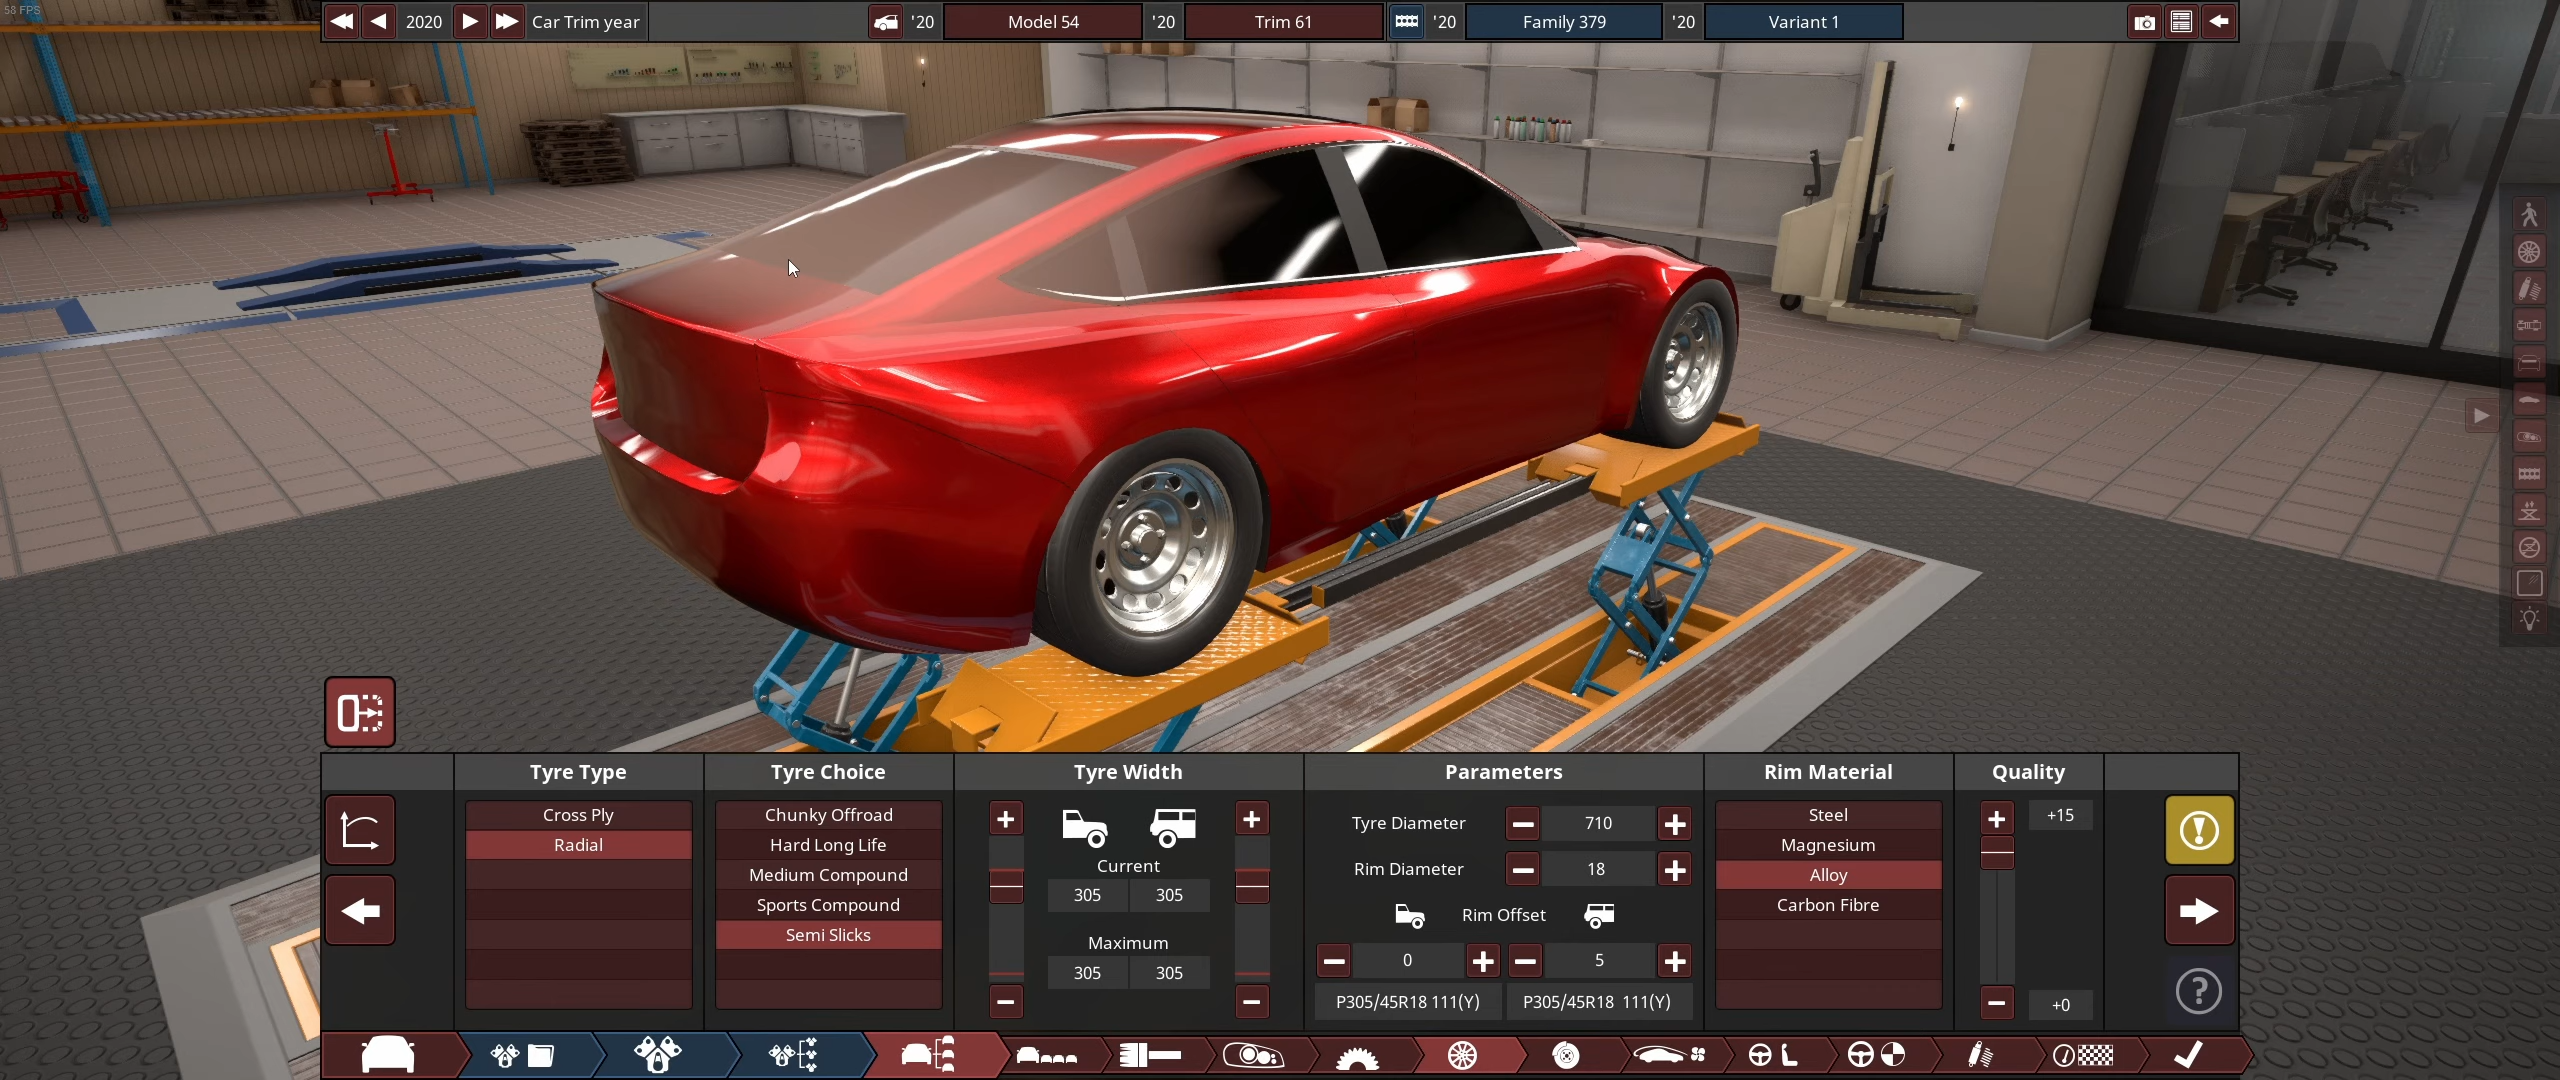 58 FPS
2020 Car Trim year '20 Model 54 '20 Trim 61 '20 Family 379 '20 Variant 1
Tyre Type Tyre Choice Tyre Width Parameters Rim Material Quality
Cross Ply
Radial
Chunky Offroad
Hard Long Life
Medium Compound
Sports Compound
Semi Slicks
Current
305 305
Maximum
305 305
Tyre Diameter 710
Rim Diameter 18
Rim Offset
0 5
P305/45R18 111(Y) P305/45R18 111(Y)
Steel
Magnesium
Alloy
Carbon Fibre
+15
+0